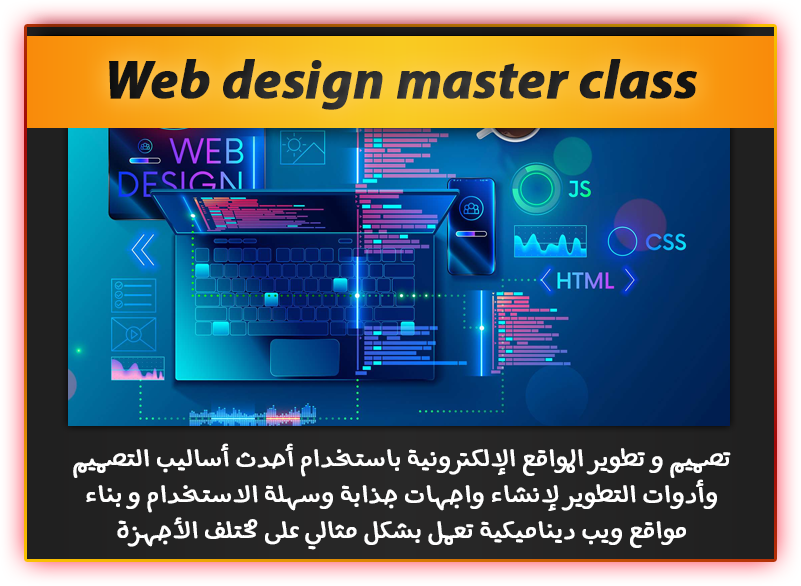 Web design master class
WEB
DESIGN
JS
CSS
HTML
تصميم و تطوير المواقع الإلكترونية باستخدام أحدث أساليب التصميم
وأدوات التطوير لإنشاء واجهات جذابة وسهلة الاستخدام و بناء
مواقع ويب ديناميكية تعمل بشكل مثالي على مختلف الأجهزة